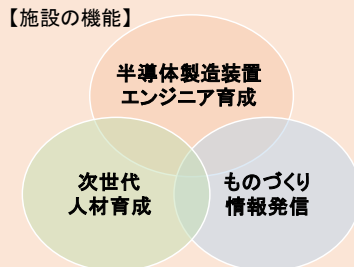 【施設の機能】
半導体製造装置
エンジニア育成
次世代
人材育成
ものづくり
情報発信